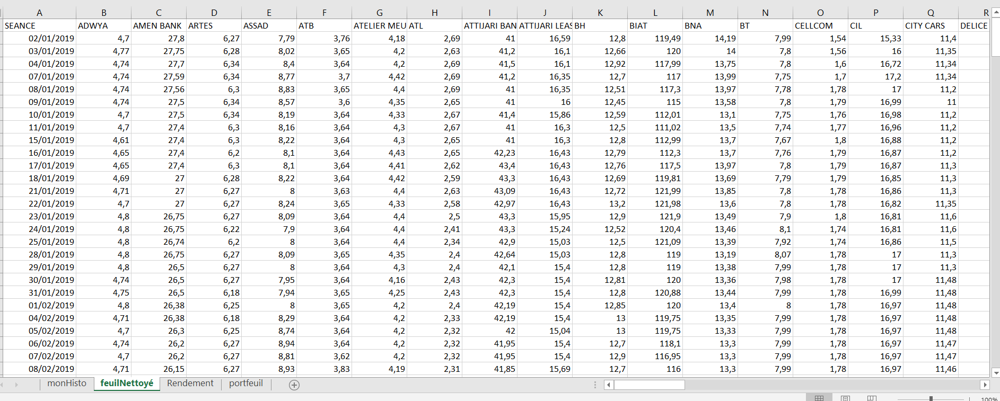 A B C D E F G H I J K L M N O P Q R
SEANCE ADWYA AMEN BANK ARTES ASSAD ATB ATELIER MEU ATL ATTIJARI BAN ATTIJARI LEAS BH BIAT BNA BT CELLCOM CIL CITY CARS DELICE
02/01/2019 4,7 27,8 6,27 7,79 3,76 4,18 2,69 41 16,59 12,8 119,49 14,19 7,99 1,54 15,33 11,4
03/01/2019 4,77 27,75 6,28 8,02 3,65 4,2 2,63 41,2 16,1 12,66 120 14 7,8 1,56 16 11,35
04/01/2019 4,74 27,7 6,34 8,4 3,64 4,2 2,69 41,5 16,1 12,92 117,99 13,75 7,8 1,6 16,72 11,34
07/01/2019 4,74 27,59 6,34 8,77 3,7 4,42 2,69 41,2 16,35 12,7 117 13,99 7,75 1,7 17,2 11,34
08/01/2019 4,74 27,56 6,3 8,83 3,65 4,4 2,69 41 16,35 12,51 117,3 13,97 7,78 1,78 17 11,2
09/01/2019 4,74 27,5 6,34 8,57 3,6 4,35 2,65 41 16 12,45 115 13,58 7,8 1,79 16,99 11
10/01/2019 4,7 27,5 6,34 8,19 3,64 4,33 2,67 41,4 15,86 12,59 112,01 13,1 7,75 1,76 16,98 11,2
11/01/2019 4,7 27,4 6,3 8,16 3,64 4,3 2,67 41 16,3 12,5 111,02 13,5 7,74 1,77 16,96 11,2
15/01/2019 4,61 27,4 6,3 8,22 3,64 4,3 2,65 41 16,3 12,8 112,99 13,7 7,67 1,8 16,88 11,2
16/01/2019 4,65 27,4 6,2 8,1 3,64 4,43 2,65 42,23 16,43 12,79 112,3 13,7 7,76 1,79 16,87 11,2
17/01/2019 4,65 27,4 6,3 8,1 3,64 4,41 2,62 43,4 16,43 12,76 117,5 13,97 7,8 1,79 16,87 11,3
18/01/2019 4,69 27 6,28 8,22 3,64 4,42 2,59 43,3 16,43 12,69 119,81 13,69 7,79 1,79 16,85 11,3
21/01/2019 4,71 27 6,27 8 3,63 4,4 2,63 43,09 16,43 12,72 121,99 13,85 7,8 1,78 16,86 11,3
22/01/2019 4,7 27 6,27 8,24 3,65 4,33 2,58 42,97 16,43 13,2 121,98 13,6 7,8 1,78 16,82 11,35
23/01/2019 4,8 26,75 6,27 8,09 3,64 4,4 2,5 43,3 15,95 12,9 121,9 13,49 7,9 1,8 16,81 11,6
24/01/2019 4,8 26,75 6,22 7,9 3,64 4,4 2,41 43,3 15,24 12,52 120,4 13,46 8,1 1,74 16,81 11,6
25/01/2019 4,8 26,74 6,2 8 3,64 4,4 2,34 42,9 15,03 12,5 121,09 13,39 7,92 1,74 16,86 11,5
28/01/2019 4,8 26,75 6,27 8,09 3,65 4,35 2,4 42,64 15,03 12,8 119 13,19 8,07 1,78 17 11,3
29/01/2019 4,8 26,5 6,27 8 3,64 4,3 2,4 42,1 15,4 12,8 119 13,38 7,99 1,78 17 11,3
30/01/2019 4,74 26,5 6,27 7,95 3,64 4,16 2,43 42,3 15,4 12,81 120 13,36 7,98 1,78 17 11,48
31/01/2019 4,75 26,5 6,18 7,94 3,65 4,25 2,43 42,3 15,4 12,8 120,88 13,44 7,99 1,78 16,99 11,48
01/02/2019 4,8 26,38 6,25 8 3,65 4,2 2,4 42,19 15,4 12,85 120 13,4 8 1,78 16,97 11,48
04/02/2019 4,71 26,38 6,18 8,29 3,64 4,2 2,33 42,19 15,4 13 119,75 13,35 7,99 1,78 16,97 11,48
05/02/2019 4,7 26,3 6,25 8,74 3,64 4,2 2,32 42 15,04 13 119,75 13,33 7,99 1,78 16,97 11,48
06/02/2019 4,74 26,2 6,27 8,94 3,64 4,2 2,32 41,95 15,4 12,7 118,1 13,3 7,99 1,78 16,97 11,47
07/02/2019 4,7 26,2 6,27 8,81 3,62 4,2 2,32 41,95 15,4 12,9 116,95 13,3 7,99 1,78 16,97 11,47
08/02/2019 4,71 26,15 6,27 8,93 3,83 4,19 2,31 41,85 15,69 12,7 116 13,3 7,99 1,78 16,97 11,46
monHisto feuilNettoyé Rendement portfeuil
100%